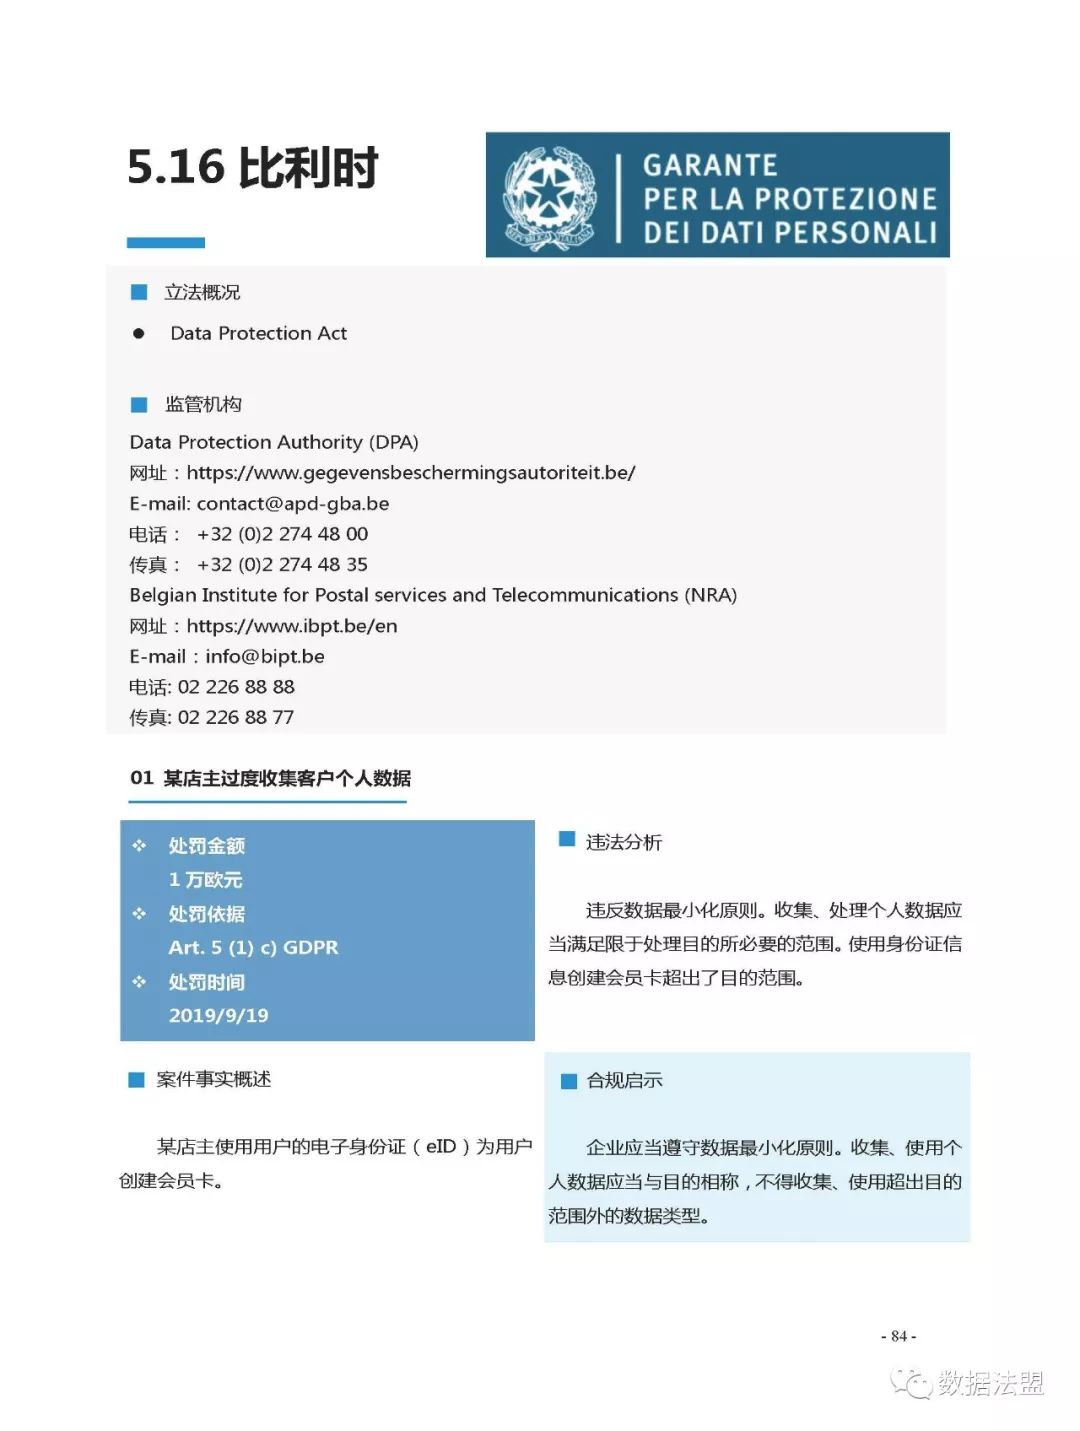 5.16 比利时
GARANTE
PER LA PROTEZIONE
DEI DATI PERSONALI
立法概况
● Data Protection Act
监管机构
Data Protection Authority (DPA)
网址：https://www.gegevensbeschermingsautoriteit.be/
E-mail: contact@apd-gba.be
电话： +32 (0)2 274 48 00
传真： +32 (0)2 274 48 35
Belgian Institute for Postal services and Telecommunications (NRA)
网址：https://www.ibpt.be/en
E-mail：info@bipt.be
电话: 02 226 88 88
传真: 02 226 88 77
01 某店主过度收集客户个人数据
处罚金额
1 万欧元
处罚依据
Art. 5 (1) c) GDPR
处罚时间
2019/9/19
违法分析
违反数据最小化原则。收集、处理个人数据应
当满足限于处理目的所必要的范围。使用身份证信
息创建会员卡超出了目的范围。
案件事实概述
某店主使用用户的电子身份证（eID）为用户
创建会员卡。
合规启示
企业应当遵守数据最小化原则。收集、使用个
人数据应当与目的相称，不得收集、使用超出目的
范围外的数据类型。
- 84 -
数据法盟